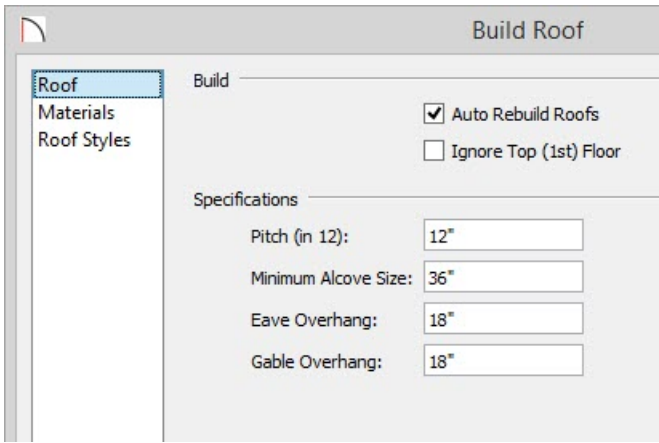 Build Roof
Roof
Materials
Roof Styles
Build
Auto Rebuild Roofs
Ignore Top (1st) Floor
Specifications
Pitch (in 12): 12"
Minimum Alcove Size: 36"
Eave Overhang: 18"
Gable Overhang: 18"